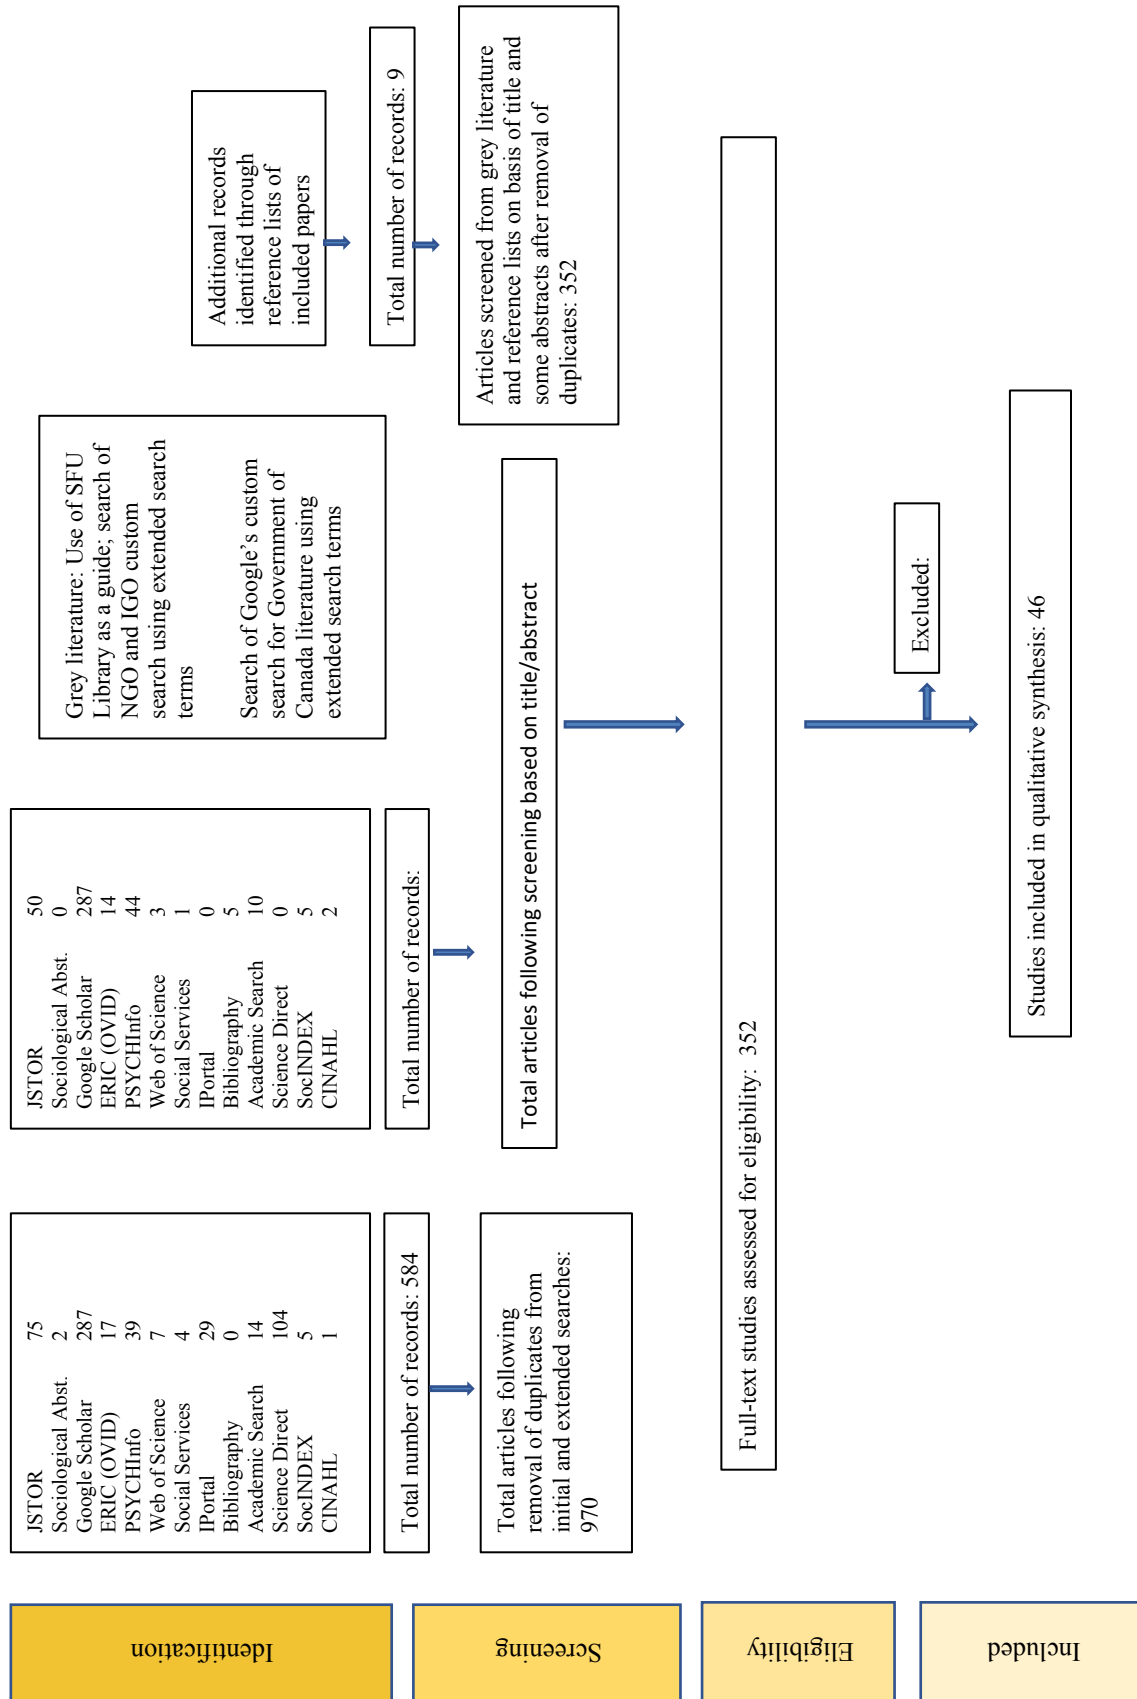 Identification
JSTOR 75
Sociological Abst. 2
Google Scholar 287
ERIC (OVID) 17
PSYCHInfo 39
Web of Science 7
Social Services 4
IPortal 29
Bibliography 0
Academic Search 14
Science Direct 104
SocINDEX 5
CINAHL 1
JSTOR 50
Sociological Abst. 0
Google Scholar 287
ERIC (OVID) 14
PSYCHInfo 44
Web of Science 3
Social Services 1
IPortal 0
Bibliography 5
Academic Search 10
Science Direct 0
SocINDEX 5
CINAHL 2
Grey literature: Use of SFU
Library as a guide; search of
NGO and IGO custom
search using extended search
terms
Search of Google's custom
search for Government of
Canada literature using
extended search terms
Additional records
identified through
reference lists of
included papers
Total number of records: 584
Total number of records:
Total number of records: 9
Screening
Total articles following
removal of duplicates from
initial and extended searches:
970
Total articles following screening based on title/abstract
Articles screened from grey literature
and reference lists on basis of title and
some abstracts after removal of
duplicates: 352
Eligibility
Full-text studies assessed for eligibility: 352
Excluded:
Included
Studies included in qualitative synthesis: 46